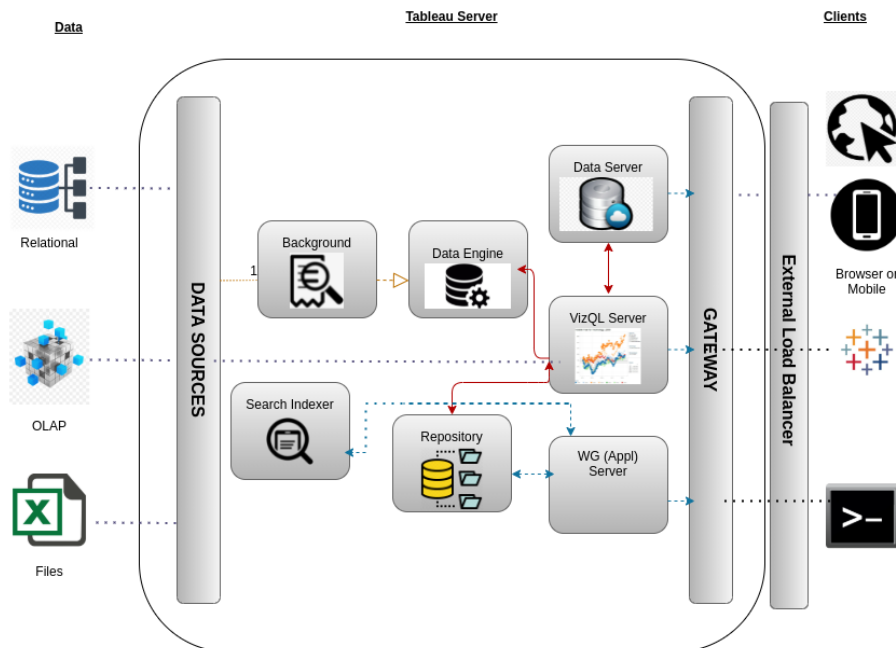 Data
Tableau Server
Clients
Relational
OLAP
Files
DATA SOURCES
1
Background
Data Engine
Data Server
VizQL Server
Search Indexer
Repository
WG (Appl)
Server
GATEWAY
External Load Balancer
Browser or
Mobile
X
>-